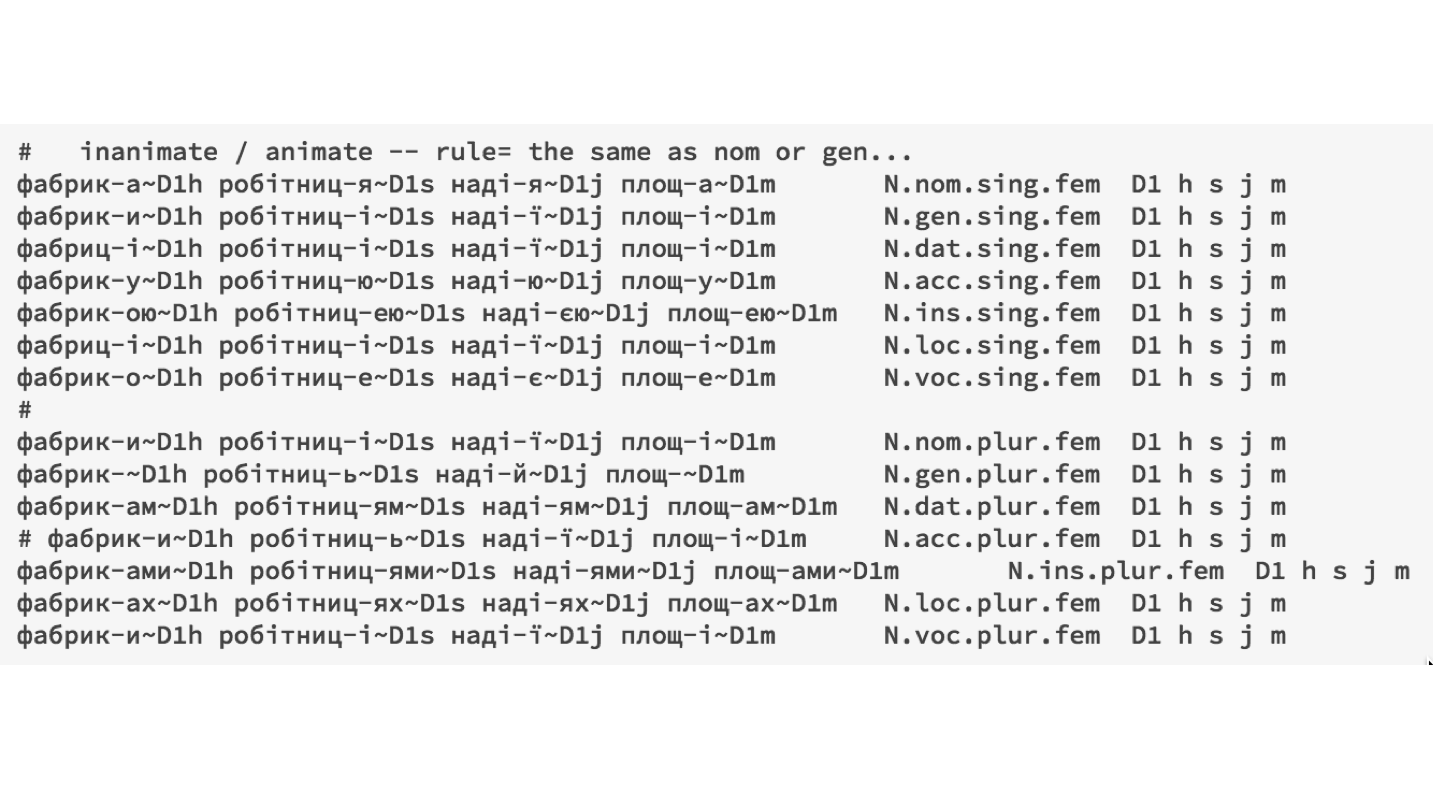 #   inanimate / animate -- rule= the same as nom or gen...
фабрик-а~D1h робітниц-я~D1s наді-я~D1j площ-а~D1m       N.nom.sing.fem  D1 h s j m
фабрик-и~D1h робітниц-і~D1s наді-ї~D1j площ-і~D1m       N.gen.sing.fem  D1 h s j m
фабриц-і~D1h робітниц-і~D1s наді-ї~D1j площ-і~D1m       N.dat.sing.fem  D1 h s j m
фабрик-у~D1h робітниц-ю~D1s наді-ю~D1j площ-у~D1m       N.acc.sing.fem  D1 h s j m
фабрик-ою~D1h робітниц-ею~D1s наді-єю~D1j площ-ею~D1m   N.ins.sing.fem  D1 h s j m
фабриц-і~D1h робітниц-і~D1s наді-ї~D1j площ-і~D1m       N.loc.sing.fem  D1 h s j m
фабрик-о~D1h робітниц-е~D1s наді-є~D1j площ-е~D1m       N.voc.sing.fem  D1 h s j m
#
фабрик-и~D1h робітниц-і~D1s наді-ї~D1j площ-і~D1m       N.nom.plur.fem  D1 h s j m
фабрик-~D1h робітниц-ь~D1s наді-й~D1j площ-~D1m         N.gen.plur.fem  D1 h s j m
фабрик-ам~D1h робітниц-ям~D1s наді-ям~D1j площ-ам~D1m   N.dat.plur.fem  D1 h s j m
# фабрик-и~D1h робітниц-ь~D1s наді-ї~D1j площ-і~D1m     N.acc.plur.fem  D1 h s j m
фабрик-ами~D1h робітниц-ями~D1s наді-ями~D1j площ-ами~D1m       N.ins.plur.fem  D1 h s j m
фабрик-ах~D1h робітниц-ях~D1s наді-ях~D1j площ-ах~D1m   N.loc.plur.fem  D1 h s j m
фабрик-и~D1h робітниц-і~D1s наді-ї~D1j площ-і~D1m       N.voc.plur.fem  D1 h s j m